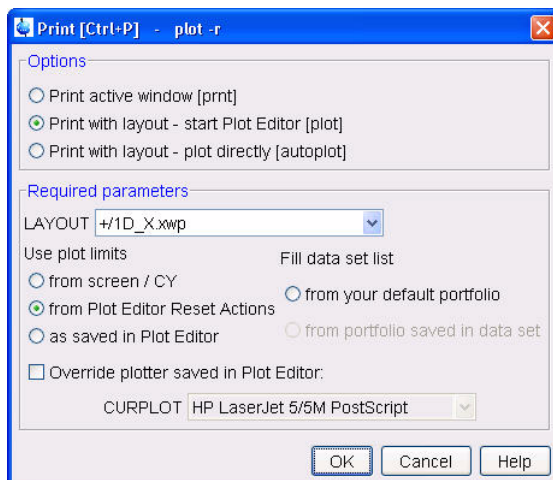 Print [Ctrl+P] - plot -r
Options
Print active window [prnt]
Print with layout - start Plot Editor [plot]
Print with layout - plot directly [autoplot]
Required parameters
LAYOUT +/1D_X.xwp
Use plot limits
from screen / CY
from Plot Editor Reset Actions
as saved in Plot Editor
Fill data set list
from your default portfolio
from portfolio saved in data set
Override plotter saved in Plot Editor:
CURPLOT HP LaserJet 5/5M PostScript
OK Cancel Help